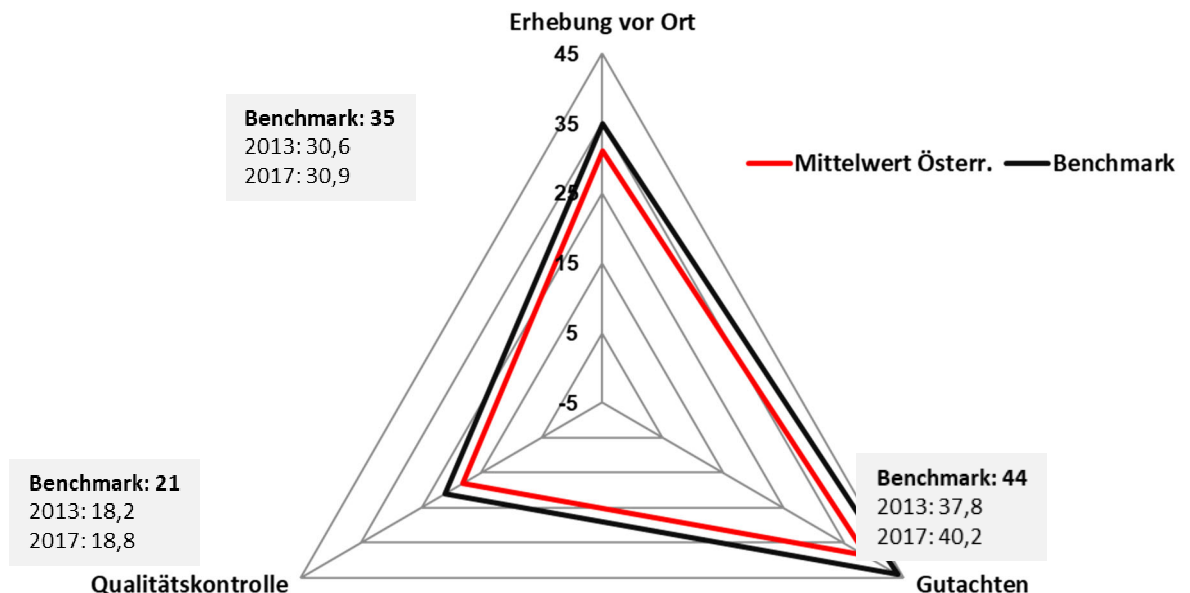 Erhebung vor Ort
45
35
25
15
5
-5
Benchmark: 35
2013: 30,6
2017: 30,9
Mittelwert Österr.
Benchmark
Benchmark: 21
2013: 18,2
2017: 18,8
Benchmark: 44
2013: 37,8
2017: 40,2
Qualitätskontrolle
Gutachten